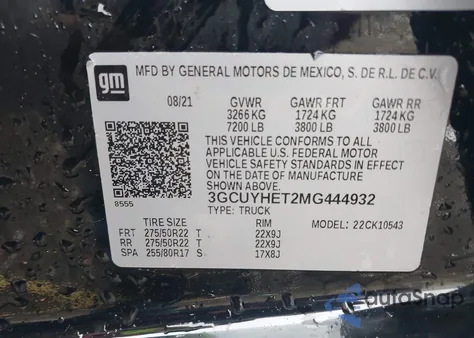 gm
MFD BY GENERAL MOTORS DE MEXICO, S. DE R.L. DE C.V.
08/21 GVWR GAWR FRT GAWR RR
3266 KG 1724 KG 1724 KG
7200 LB 3800 LB 3800 LB
THIS VEHICLE CONFORMS TO ALL
APPLICABLE U.S. FEDERAL MOTOR
VEHICLE SAFETY STANDARDS IN EFFECT
ON THE DATE OF MANUFACTURE SHOWN ABOVE.
8555 3GCUYHET2MG444932
TYPE: TRUCK MODEL: 22CK10543
TIRE SIZE RIM
FRT 275/50R22 T 22X9J
RR 275/50R22 T 22X9J
SPA 255/80R17 S 17X8J
autoSnap